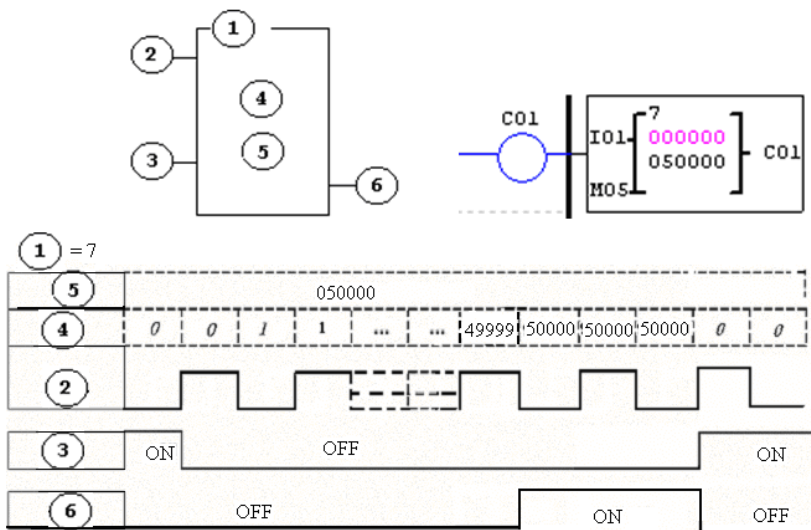 1
2
4
3
5
6
C01
7
I01
000000
050000
M05
C01
1 = 7
5 050000
4 0 0 1 1 ... ... 49999 50000 50000 50000 0 0
2
3 ON OFF ON
6 OFF ON OFF